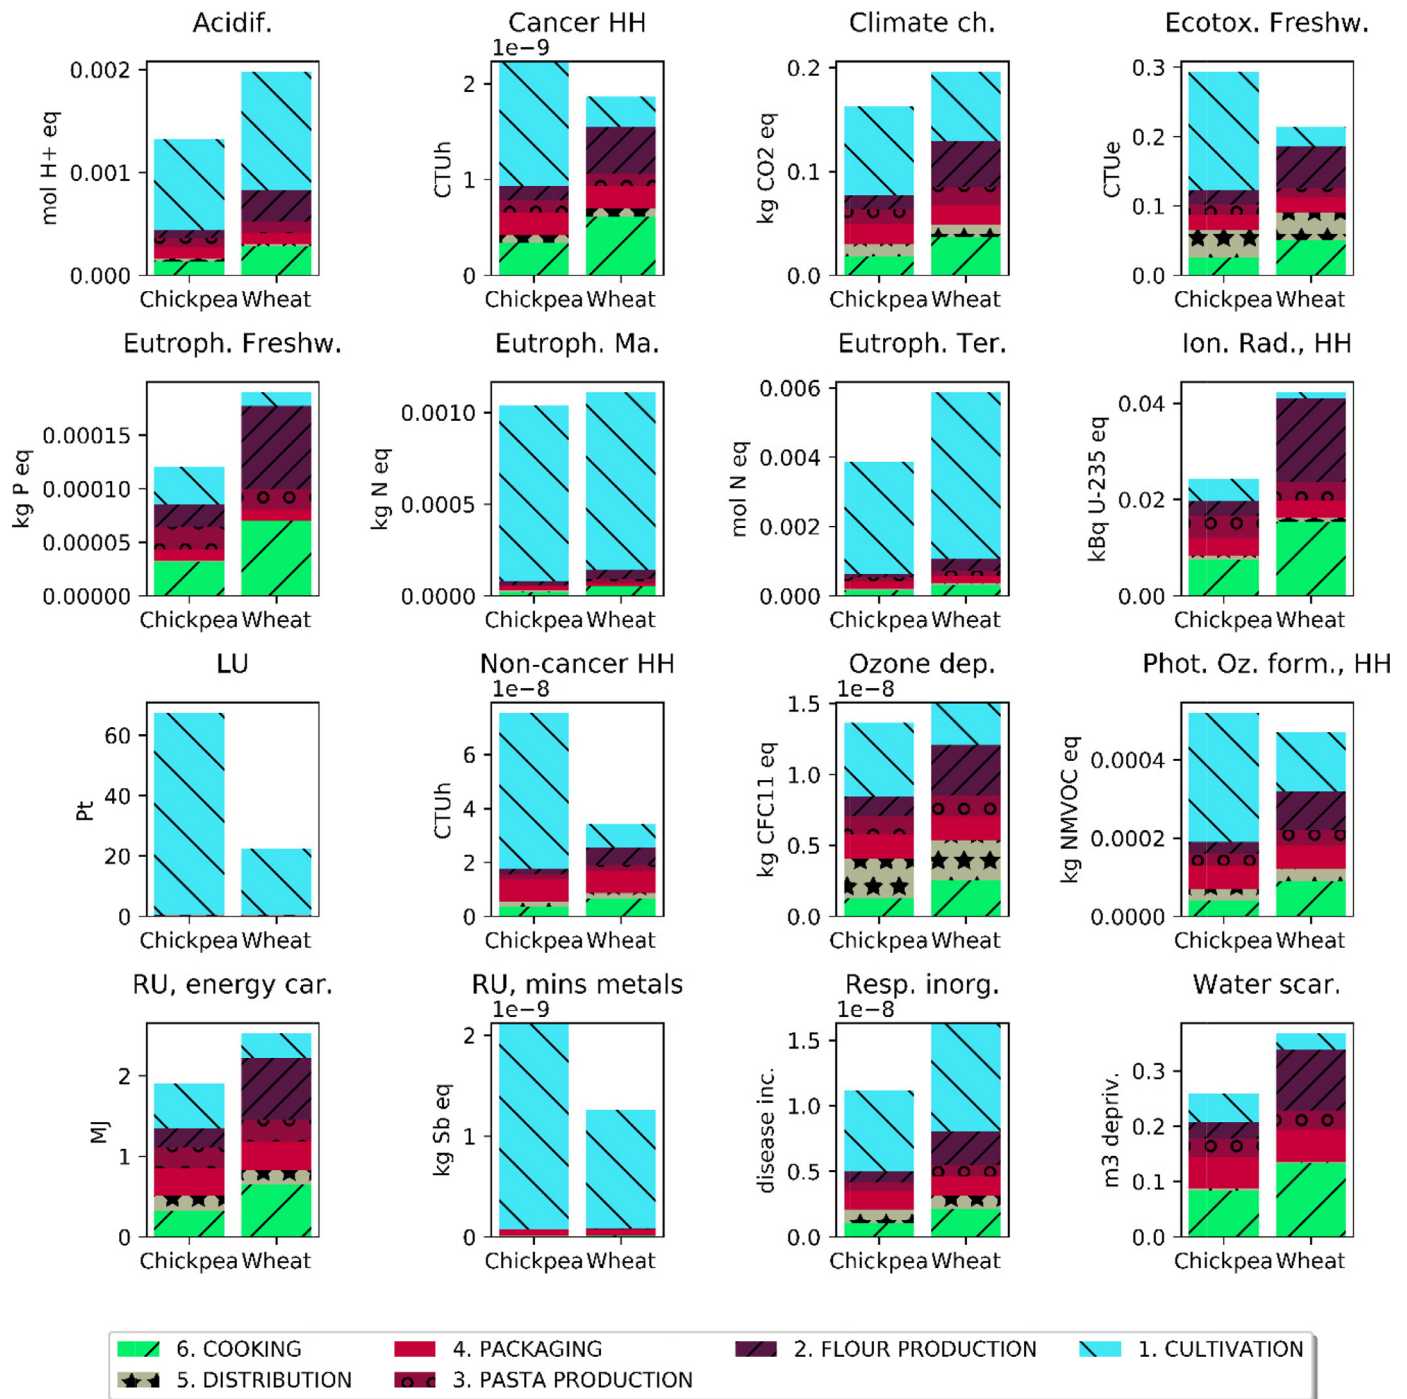 Acidif.
mol H+ eq
0.002
0.001
0.000
Chickpea Wheat
Cancer HH
1e−9
CTUh
2
1
0
Chickpea Wheat
Climate ch.
kg CO2 eq
0.2
0.1
0.0
Chickpea Wheat
Ecotox. Freshw.
CTUe
0.3
0.2
0.1
0.0
Chickpea Wheat
Eutroph. Freshw.
kg P eq
0.00015
0.00010
0.00005
0.00000
Chickpea Wheat
Eutroph. Ma.
kg N eq
0.0010
0.0005
0.0000
Chickpea Wheat
Eutroph. Ter.
mol N eq
0.006
0.004
0.002
0.000
Chickpea Wheat
Ion. Rad., HH
kBq U-235 eq
0.04
0.02
0.00
Chickpea Wheat
LU
Pt
60
40
20
0
Chickpea Wheat
Non-cancer HH
1e−8
CTUh
6
4
2
0
Chickpea Wheat
Ozone dep.
1e−8
kg CFC11 eq
1.5
1.0
0.5
0.0
Chickpea Wheat
Phot. Oz. form., HH
kg NMVOC eq
0.0004
0.0002
0.0000
Chickpea Wheat
RU, energy car.
MJ
2
1
0
Chickpea Wheat
RU, mins metals
1e−9
kg Sb eq
2
1
0
Chickpea Wheat
Resp. inorg.
1e−8
disease inc.
1.5
1.0
0.5
0.0
Chickpea Wheat
Water scar.
m3 depriv.
0.3
0.2
0.1
0.0
Chickpea Wheat
6. COOKING
5. DISTRIBUTION
4. PACKAGING
3. PASTA PRODUCTION
2. FLOUR PRODUCTION
1. CULTIVATION